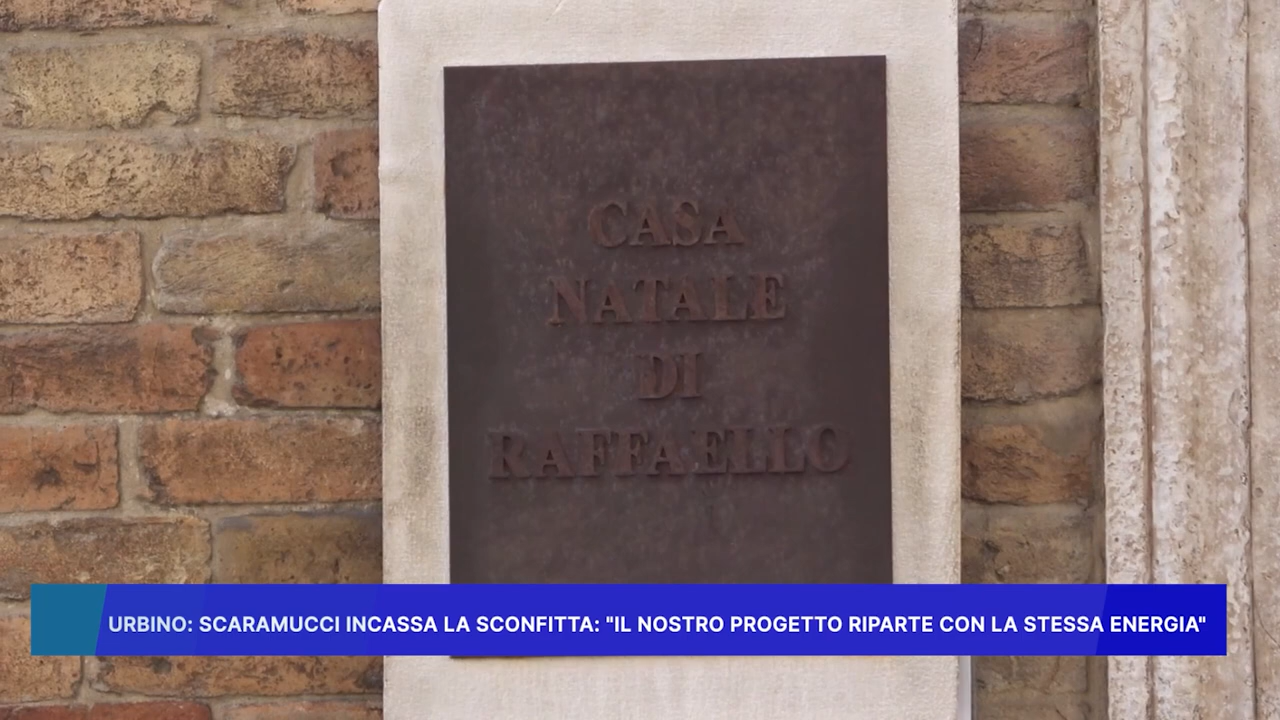 CASA
NATALE
DI
RAFFAELLO
URBINO: SCARAMUCCI INCASSA LA SCONFITTA: "IL NOSTRO PROGETTO RIPARTE CON LA STESSA ENERGIA"